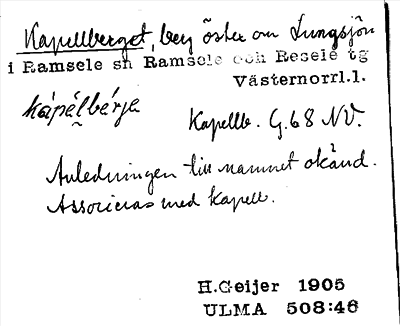 Kapellberget, berg öster om Lungsjön
i Ramsele sn Ramsele och Resele tg
Västernorrl.l.
kápèlbérje
Kapellb. G.68 NV.
Anledningen till namnet okänd.
Associeras med kapell.
H.Geijer 1905
ULMA 508:46